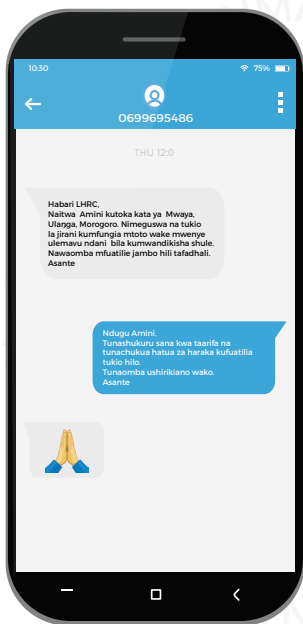 10:30
75%
0699695486
THU 12:0
Habari LHRC,
Naitwa Amini kutoka kata ya Mwaya,
Ulanga, Morogoro. Nimeguswa na tukio
la jirani kumfungia mtoto wake mwenye
ulemavu ndani bila kumwandikisha shule.
Nawaomba mfuatilie jambo hili tafadhali.
Asante
Ndugu Amini.
Tunashukuru sana kwa taarifa na
tunachukua hatua za haraka kufuatilia
tukio hilo.
Tunaomba ushirikiano wako.
Asante